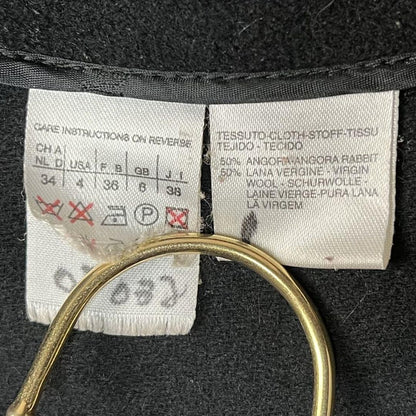 CARE INSTRUCTIONS ON REVERSE
CH A
NL D USA F B GB J I
34 4 36 6 38
P
TESSUTO-CLOTH-STOFF-TISSU
TEJIDO - TECIDO
50% ANGORA-ANGORA RABBIT
50% LANA VERGINE - VIRGIN
WOOL - SCHURWOLLE -
LAINE VIERGE-PURA LANA
LÃ VIRGEM